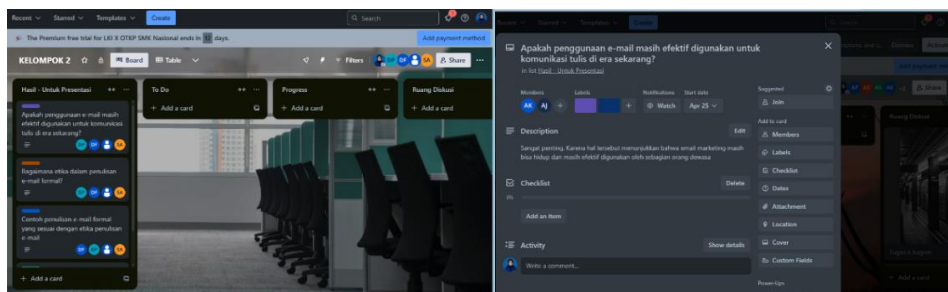 Recent Starred Templates Create
Search
The Premium free trial for LKI X OTKP SMK Nasional ends in days.
Add payment method
KELOMPOK 2
Board
Table
Filters
Share
Hasil - Untuk Presentasi
Apakah penggunaan e-mail masih
efektif digunakan untuk komunikasi
tulis di era sekarang?
Bagaimana etika dalam penulisan
e-mail formal?
Contoh penulisan e-mail formal
yang sesuai dengan etika penulisan
e-mail
+ Add a card
To Do
+ Add a card
Progress
+ Add a card
Ruang Diskusi
+ Add a card
Apakah penggunaan e-mail masih efektif digunakan untuk
komunikasi tulis di era sekarang?
in list Hasil - Untuk Presentasi
Members
AK AJ
Labels
Notifications
Watch
Start date
Apr 25
Description
Edit
Sangat penting, Karena hal tersebut menunjukkan bahwa email marketing masih
bisa hidup dan masih efektif digunakan oleh sebagian orang dewasa
Checklist
Delete
0%
Add an item
Activity
Show details
Write a comment...
Suggested
Join
Add to card
Members
Labels
Checklist
Dates
Attachment
Location
Cover
Custom Fields
Power-Ups